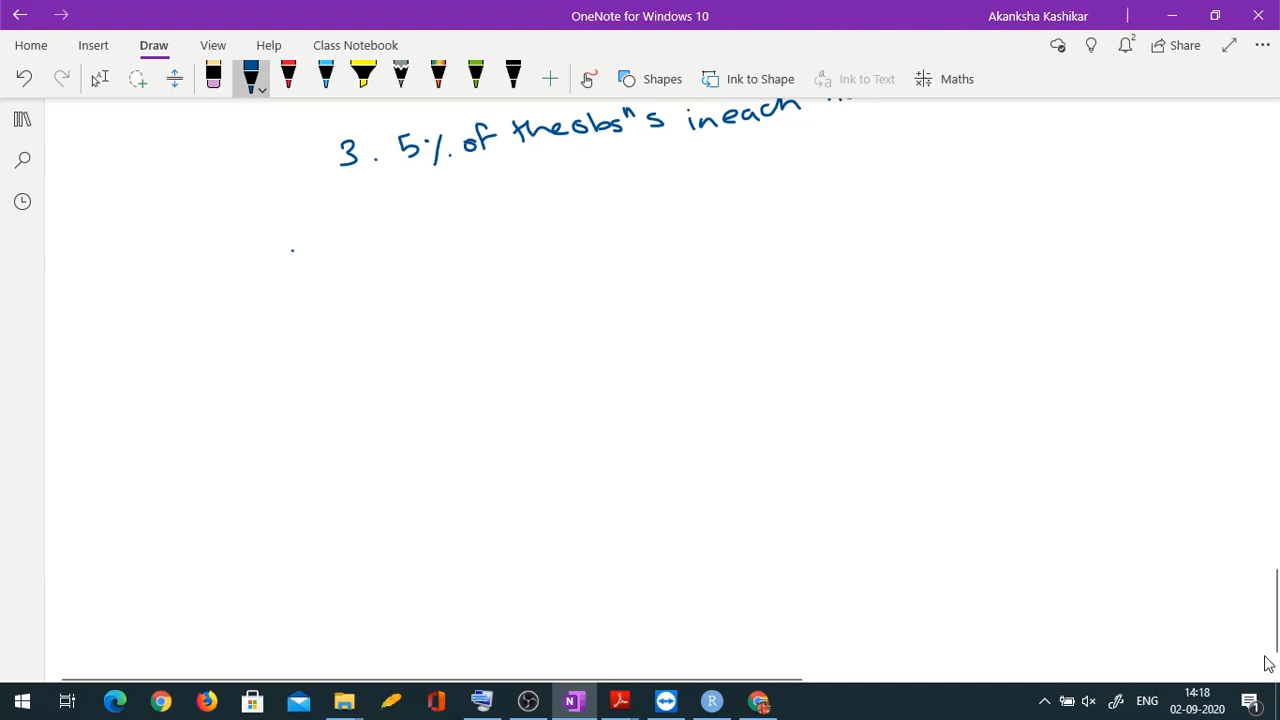 OneNote for Windows 10
Akanksha Kashikar
Home Insert Draw View Help Class Notebook Share
Shapes Ink to Shape Ink to Text Maths
3. 5% of the obsⁿs in each
ENG
14:18
02-09-2020